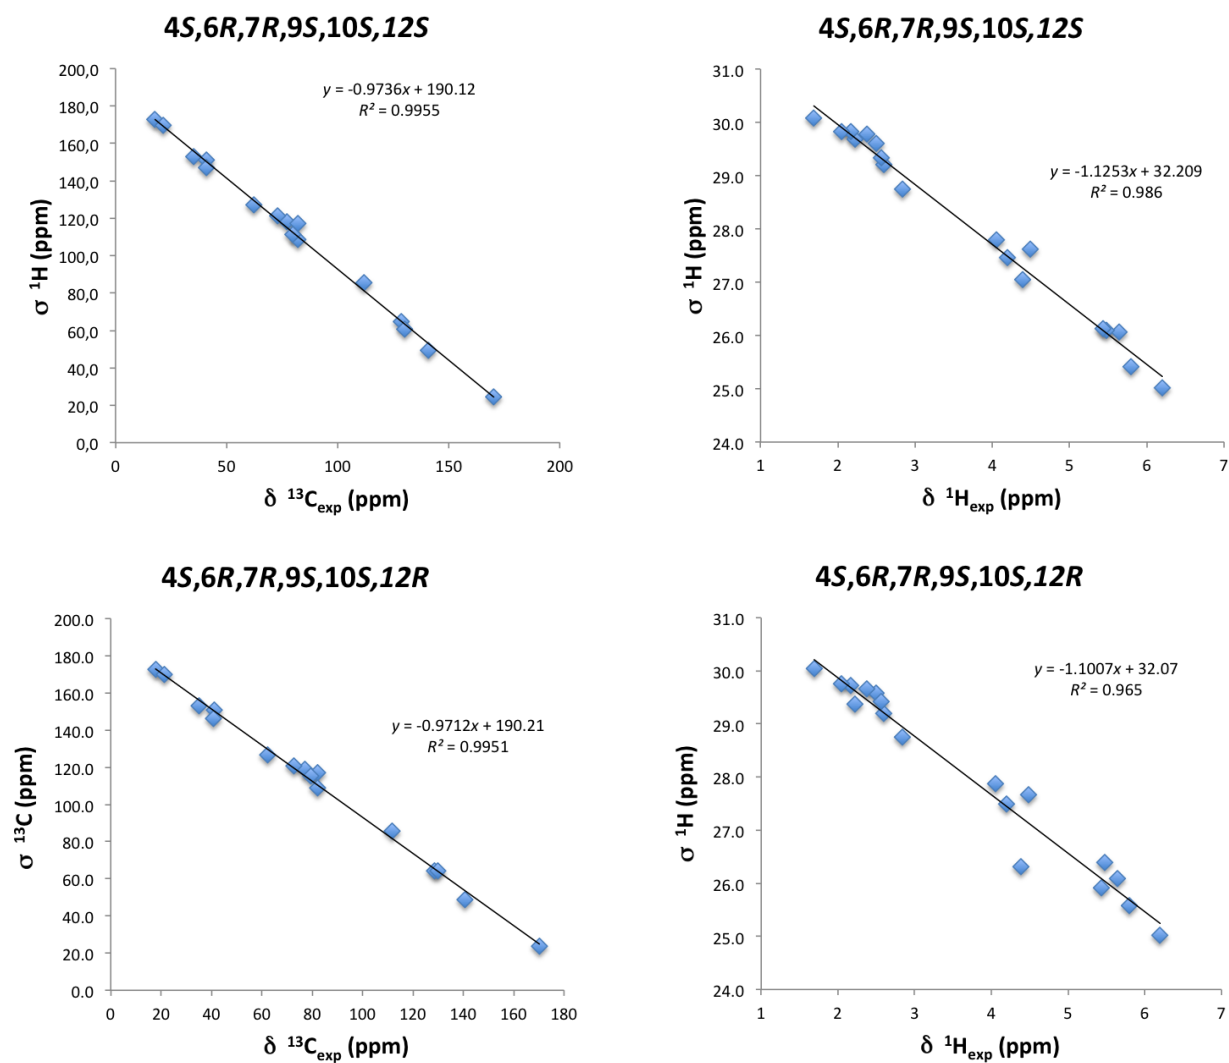 4S,6R,7R,9S,10S,12S
y = -0.9736x + 190.12
R² = 0.9955
σ ¹H (ppm)
200,0
180,0
160,0
140,0
120,0
100,0
80,0
60,0
40,0
20,0
0,0
0 50 100 150 200
δ ¹³Cexp (ppm)
4S,6R,7R,9S,10S,12S
y = -1.1253x + 32.209
R² = 0.986
σ ¹H (ppm)
31.0
30.0
29.0
28.0
27.0
26.0
25.0
24.0
1 2 3 4 5 6 7
δ ¹Hexp (ppm)
4S,6R,7R,9S,10S,12R
y = -0.9712x + 190.21
R² = 0.9951
σ ¹³C (ppm)
200.0
180.0
160.0
140.0
120.0
100.0
80.0
60.0
40.0
20.0
0.0
0 20 40 60 80 100 120 140 160 180
δ ¹³Cexp (ppm)
4S,6R,7R,9S,10S,12R
y = -1.1007x + 32.07
R² = 0.965
σ ¹H (ppm)
31.0
30.0
29.0
28.0
27.0
26.0
25.0
24.0
1 2 3 4 5 6 7
δ ¹Hexp (ppm)